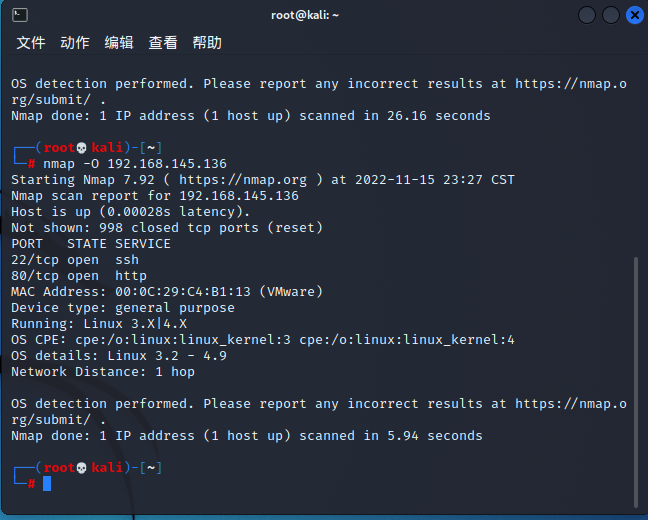 root@kali: ~
文件 动作 编辑 查看 帮助
OS detection performed. Please report any incorrect results at https://nmap.o
rg/submit/ .
Nmap done: 1 IP address (1 host up) scanned in 26.16 seconds
┌──(root💀kali)-[~]
└─# nmap -O 192.168.145.136
Starting Nmap 7.92 ( https://nmap.org ) at 2022-11-15 23:27 CST
Nmap scan report for 192.168.145.136
Host is up (0.00028s latency).
Not shown: 998 closed tcp ports (reset)
PORT   STATE SERVICE
22/tcp open  ssh
80/tcp open  http
MAC Address: 00:0C:29:C4:B1:13 (VMware)
Device type: general purpose
Running: Linux 3.X|4.X
OS CPE: cpe:/o:linux:linux_kernel:3 cpe:/o:linux:linux_kernel:4
OS details: Linux 3.2 - 4.9
Network Distance: 1 hop
OS detection performed. Please report any incorrect results at https://nmap.o
rg/submit/ .
Nmap done: 1 IP address (1 host up) scanned in 5.94 seconds
┌──(root💀kali)-[~]
└─#